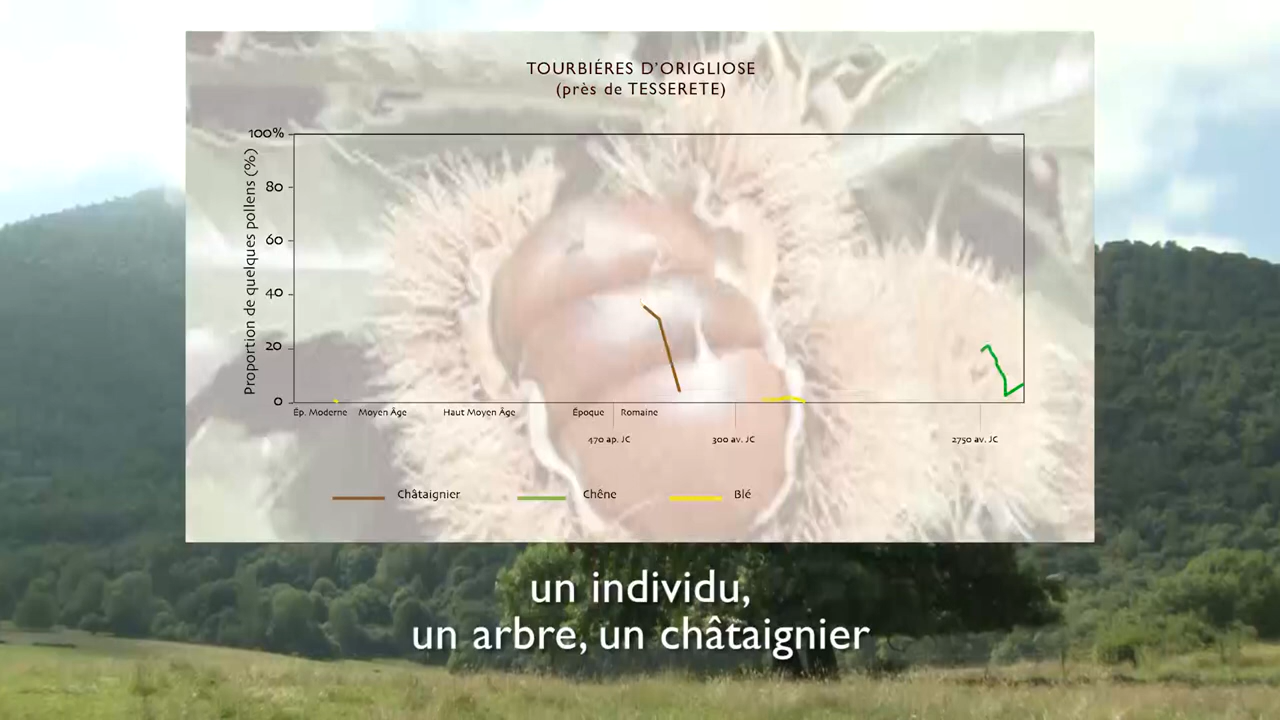 TOURBIÉRES D'ORIGLIOSE
(près de TESSERETE)
Proportion de quelques pollens (%)
100%
80
60
40
20
0
Ép. Moderne
Moyen Âge
Haut Moyen Âge
Époque
Romaine
470 ap. JC
300 av. JC
2750 av. JC
Châtaignier
Chêne
Blé
un individu,
un arbre, un châtaignier